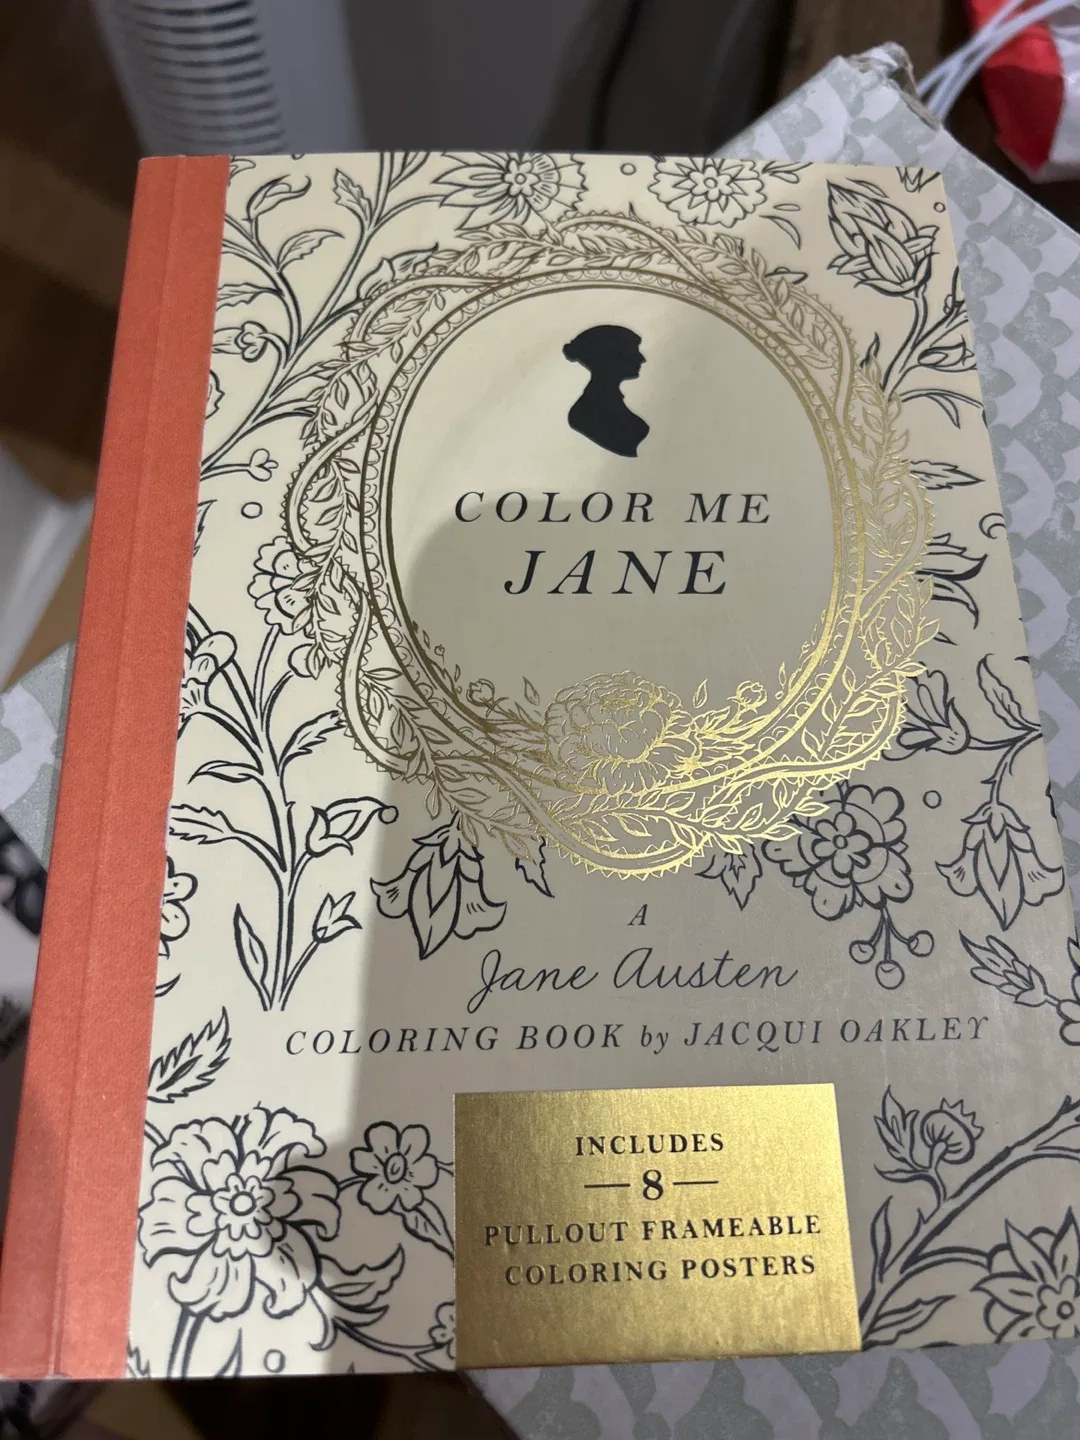 COLOR ME
JANE
A
Jane Austen
COLORING BOOK by JACQUI OAKLEY
INCLUDES
— 8 —
PULLOUT FRAMEABLE
COLORING POSTERS